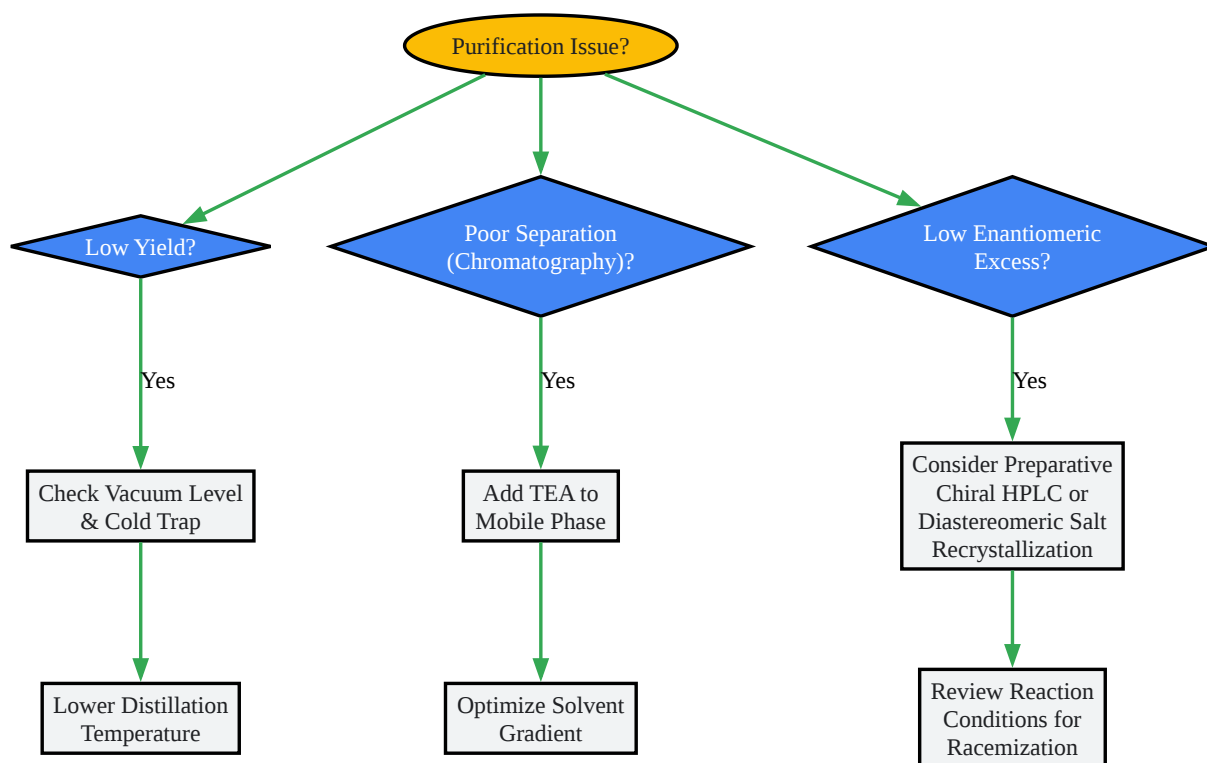 Purification Issue?
Low Yield?
Poor Separation
(Chromatography)?
Low Enantiomeric
Excess?
Yes
Yes
Yes
Check Vacuum Level
& Cold Trap
Add TEA to
Mobile Phase
Consider Preparative
Chiral HPLC or
Diastereomeric Salt
Recrystallization
Lower Distillation
Temperature
Optimize Solvent
Gradient
Review Reaction
Conditions for
Racemization